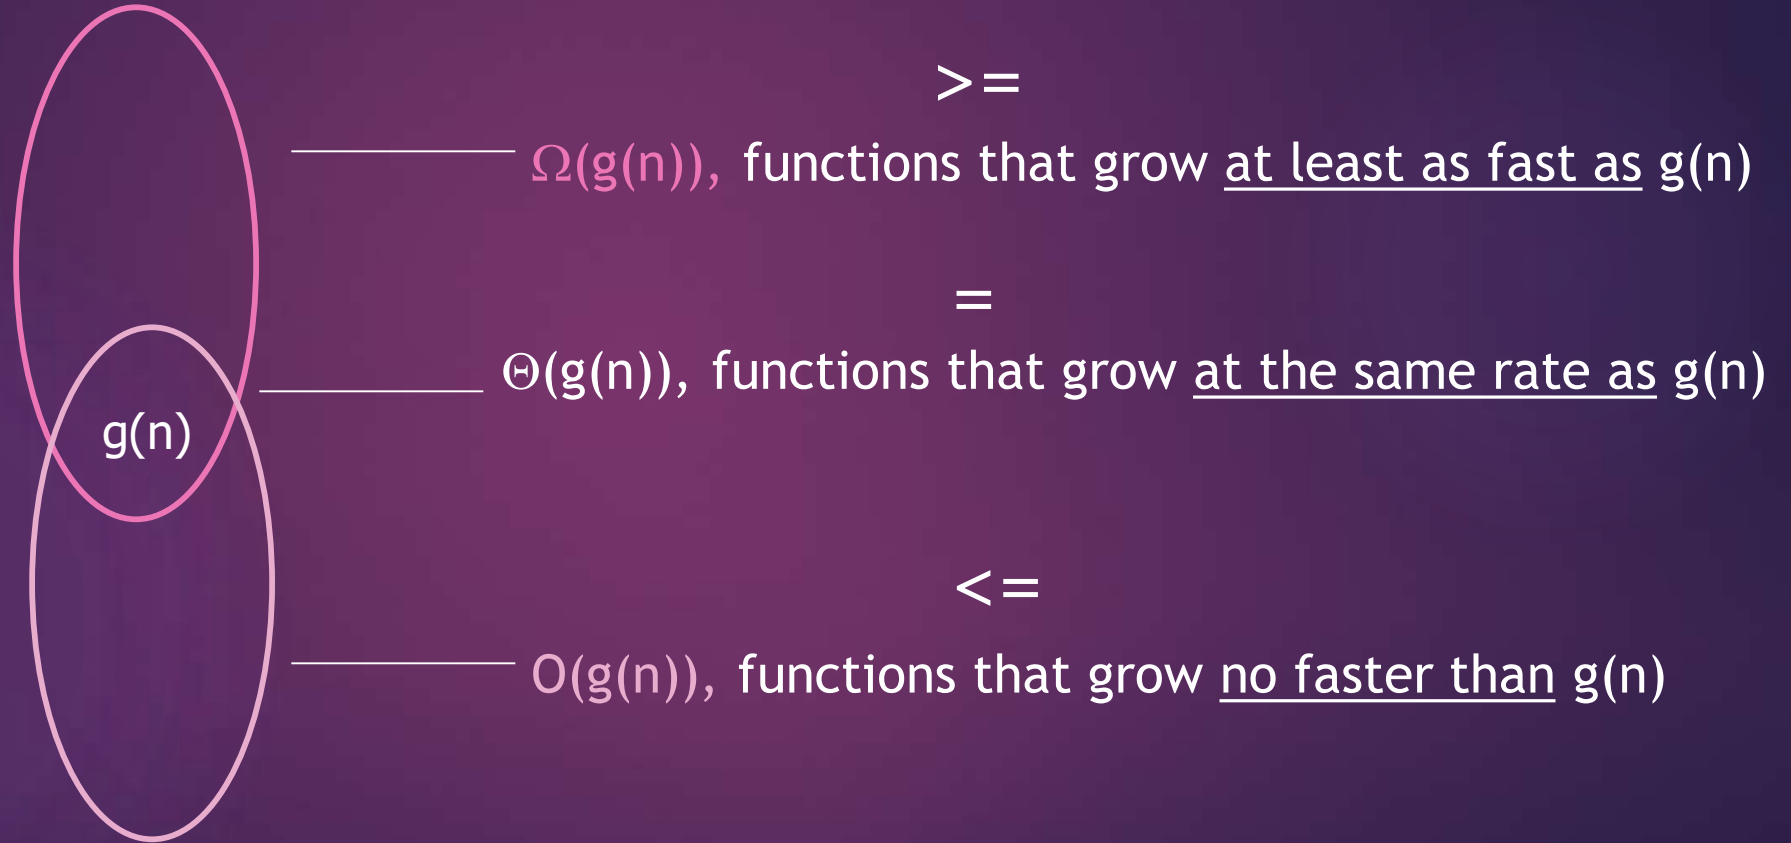 >=
Ω(g(n)), functions that grow at least as fast as g(n)
=
Θ(g(n)), functions that grow at the same rate as g(n)
g(n)
<=
O(g(n)), functions that grow no faster than g(n)